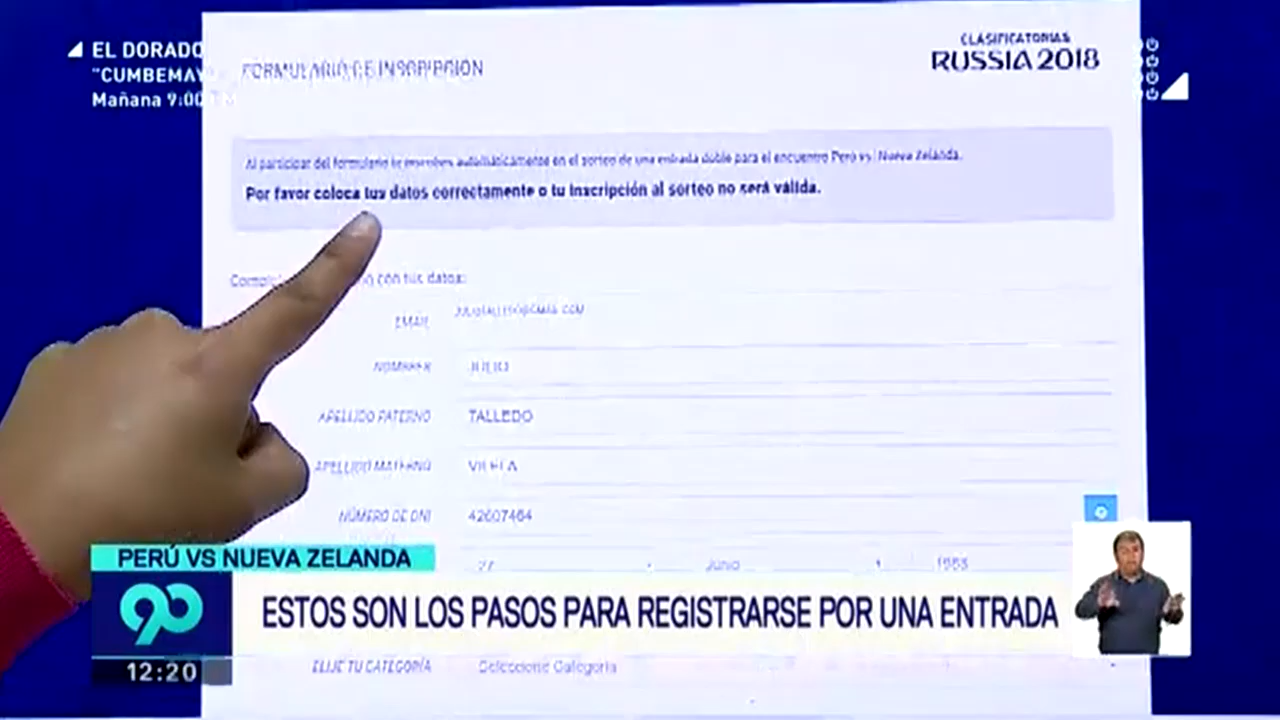 EL DORADO
"CUMBEMAY
Mañana 9:00
FORMULARIO DE INSCRIPCIÓN
CLASIFICATORIAS
RUSSIA 2018
Al participar del formulario te inscribes automáticamente en el sorteo de una entrada doble para el encuentro Perú vs. Nueva Zelanda.
Por favor coloca tus datos correctamente o tu inscripción al sorteo no será válida.
con tus datos:
EMAIL
NOMBRES JULIO
APELLIDO PATERNO TALLEDO
APELLIDO MATERNO VILELA
NÚMERO DE DNI 42607464
27 Junio
PERÚ VS NUEVA ZELANDA
90
ESTOS SON LOS PASOS PARA REGISTRARSE POR UNA ENTRADA
12:20
ELIJE TU CATEGORÍA Seleccione Categoría